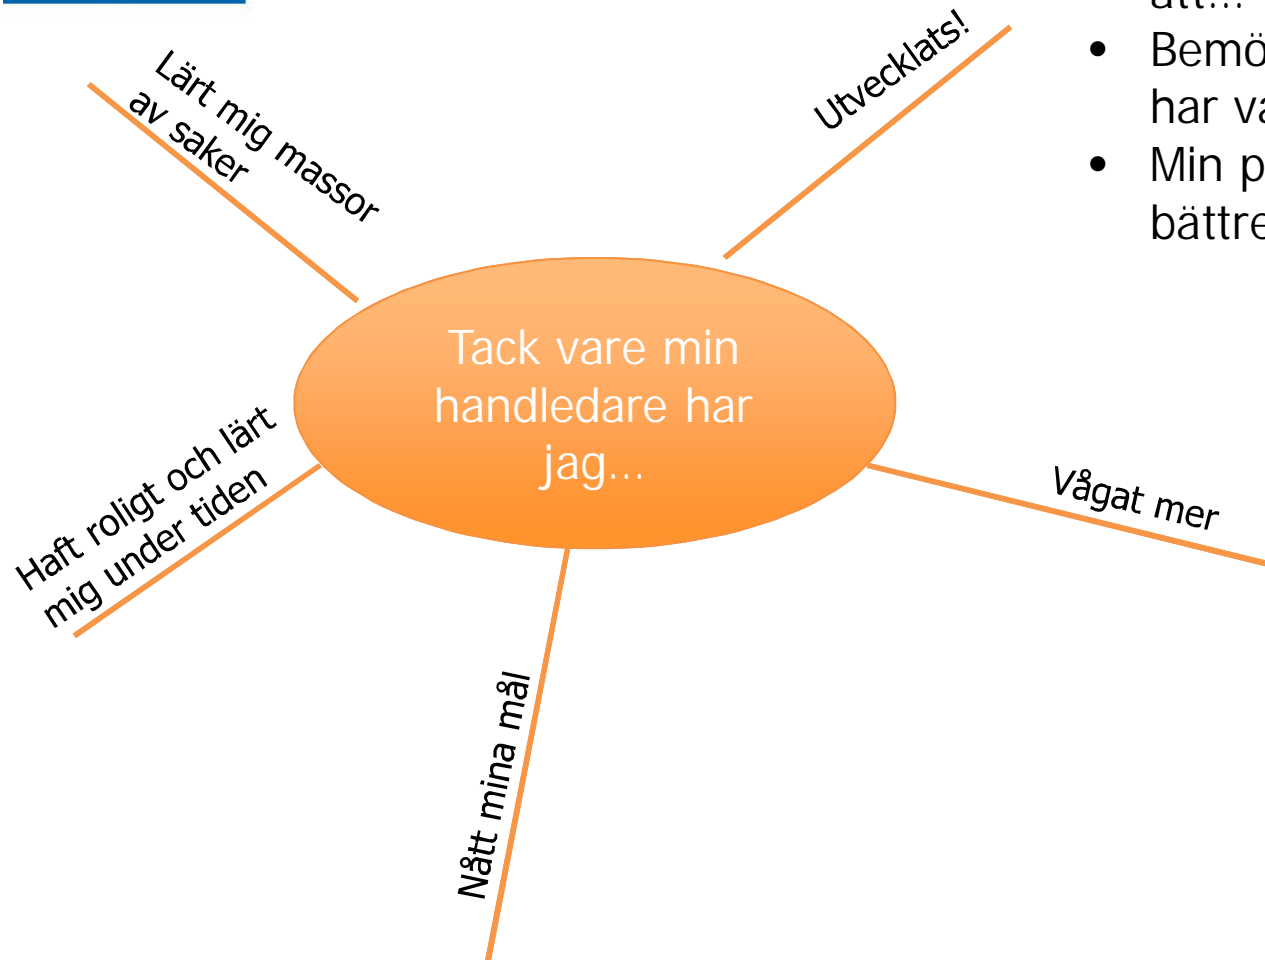 Lärt mig massor
av saker
Utvecklats!
att...
• Bemö
har va
• Min p
bättre
Tack vare min
handledare har
jag...
Haft roligt och lärt
mig under tiden
Vågat mer
Nått mina mål